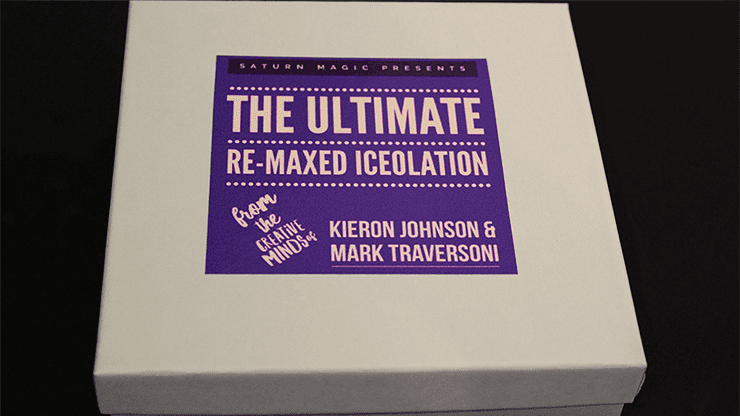 SATURN MAGIC PRESENTS
THE ULTIMATE
RE-MAXED ICEOLATION
from
the
CREATIVE
MINDS of
KIERON JOHNSON &
MARK TRAVERSONI